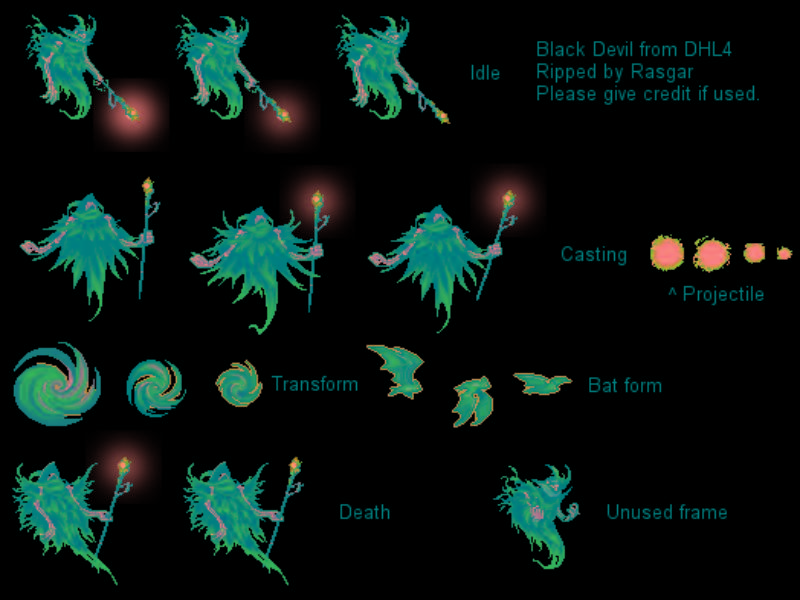 Black Devil from DHL4
Ripped by Rasgar
Please give credit if used.
Idle
Casting
^ Projectile
Transform
Bat form
Death
Unused frame